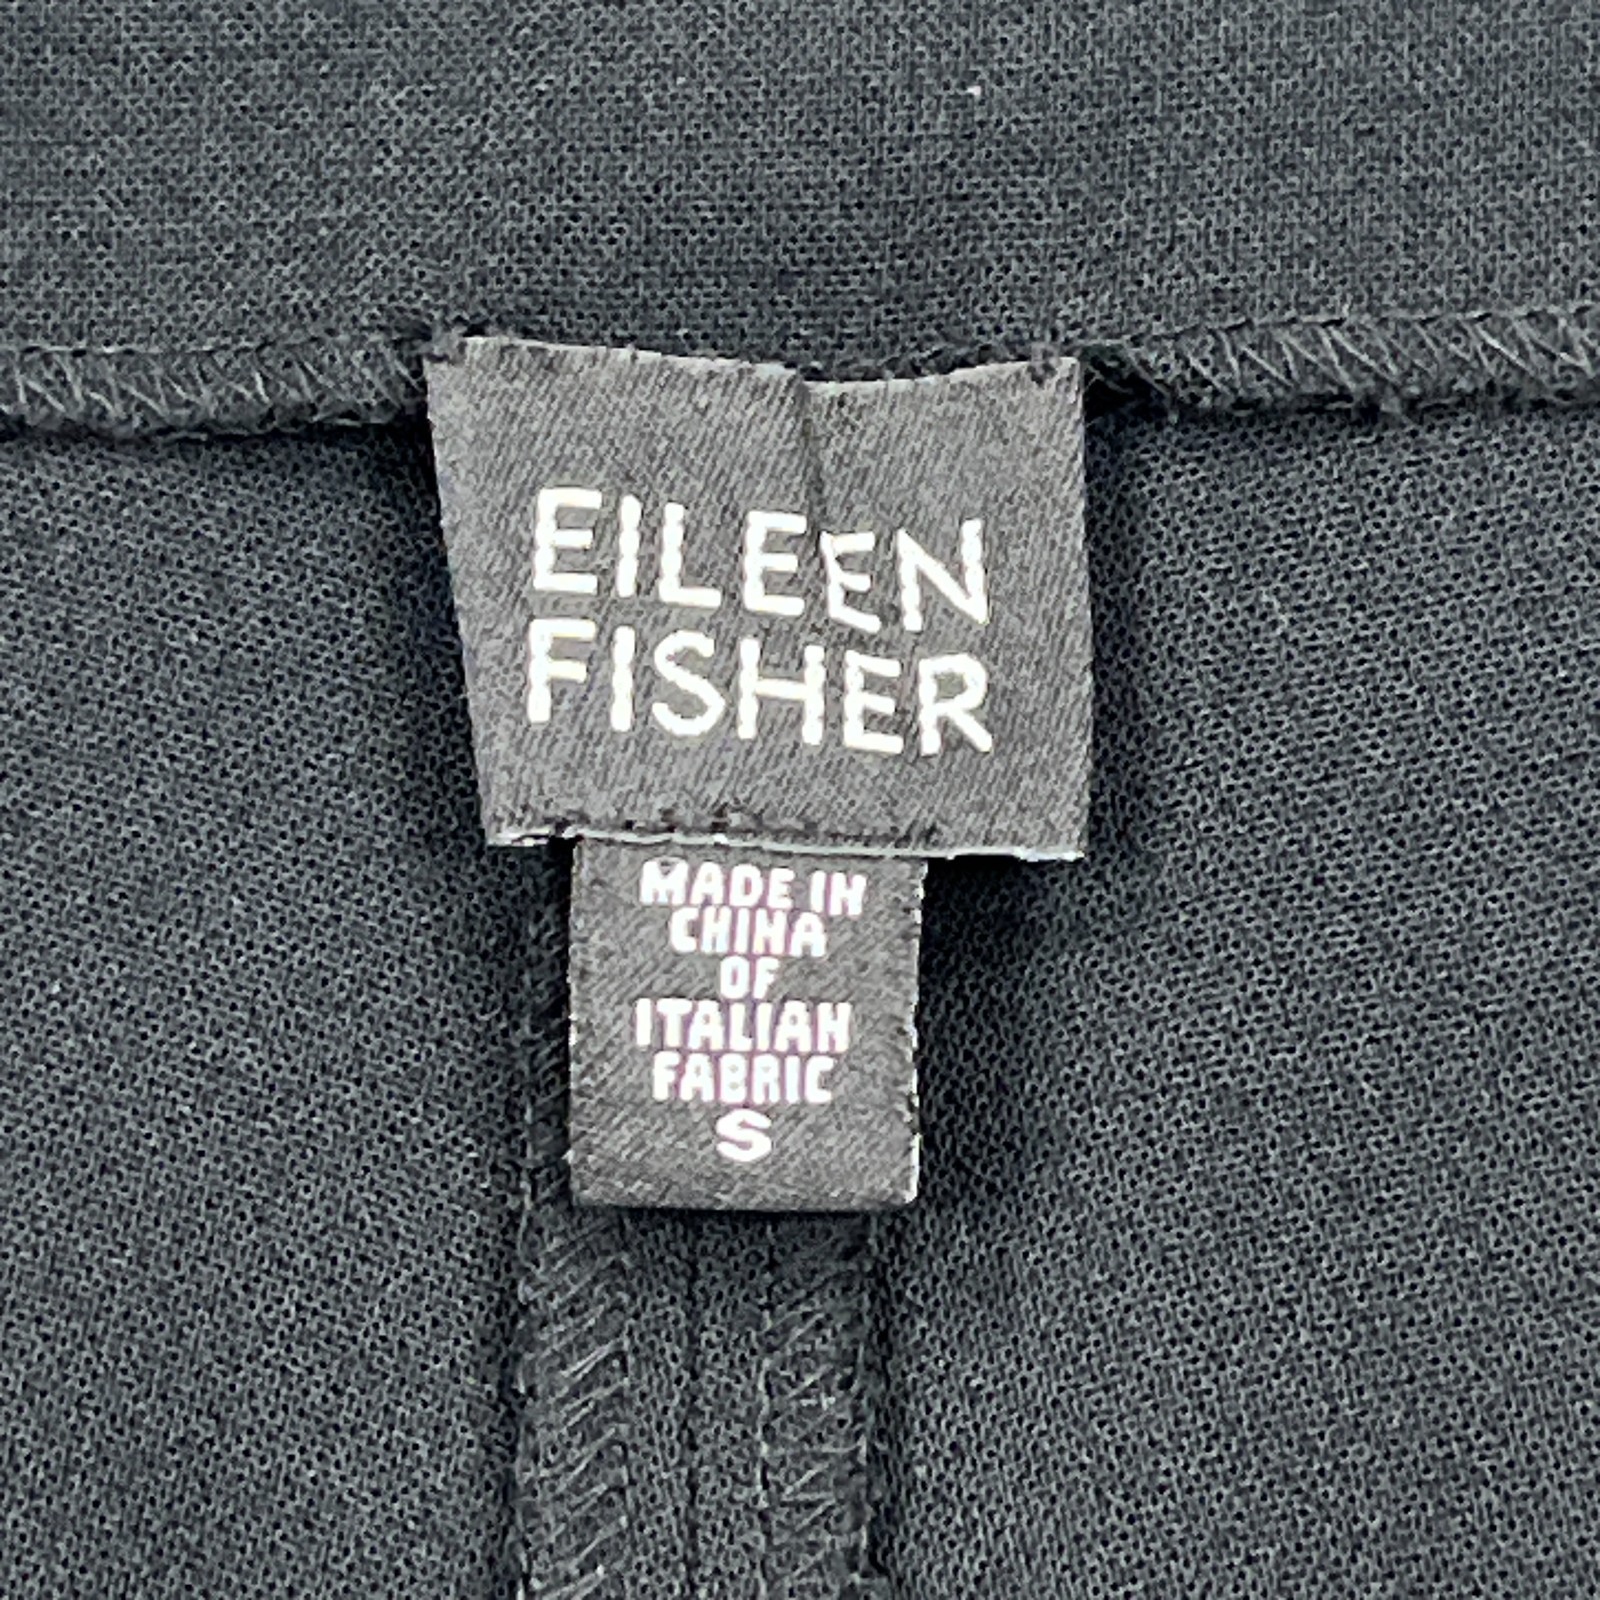 EILEEN
FISHER
MADE IN
CHINA
OF
ITALIAN
FABRIC
S